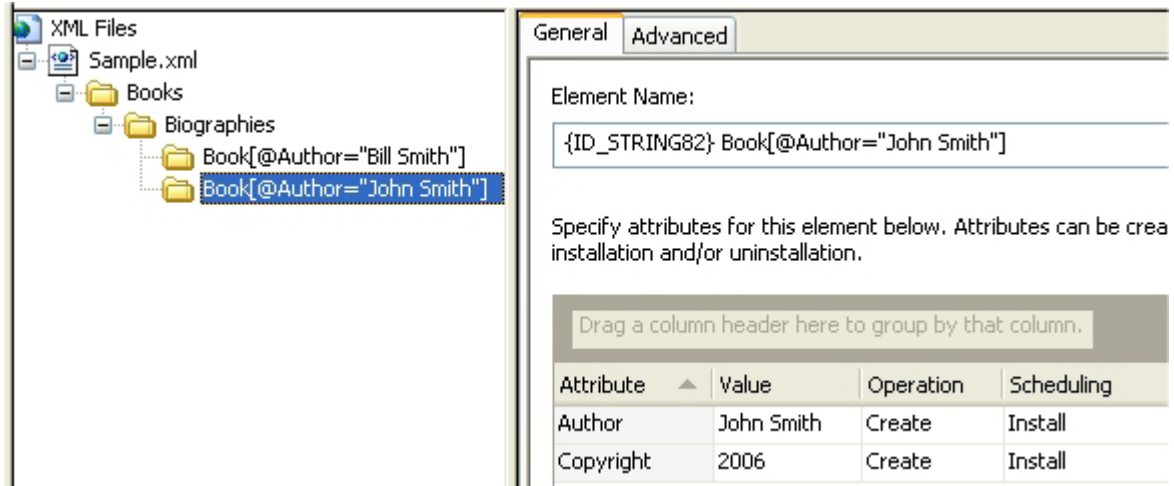 XML Files
Sample.xml
Books
Biographies
Book[@Author="Bill Smith"]
Book[@Author="John Smith"]
General Advanced
Element Name:
{ID_STRING82} Book[@Author="John Smith"]
Specify attributes for this element below. Attributes can be crea
installation and/or uninstallation.
Drag a column header here to group by that column.
Attribute Value Operation Scheduling
Author John Smith Create Install
Copyright 2006 Create Install